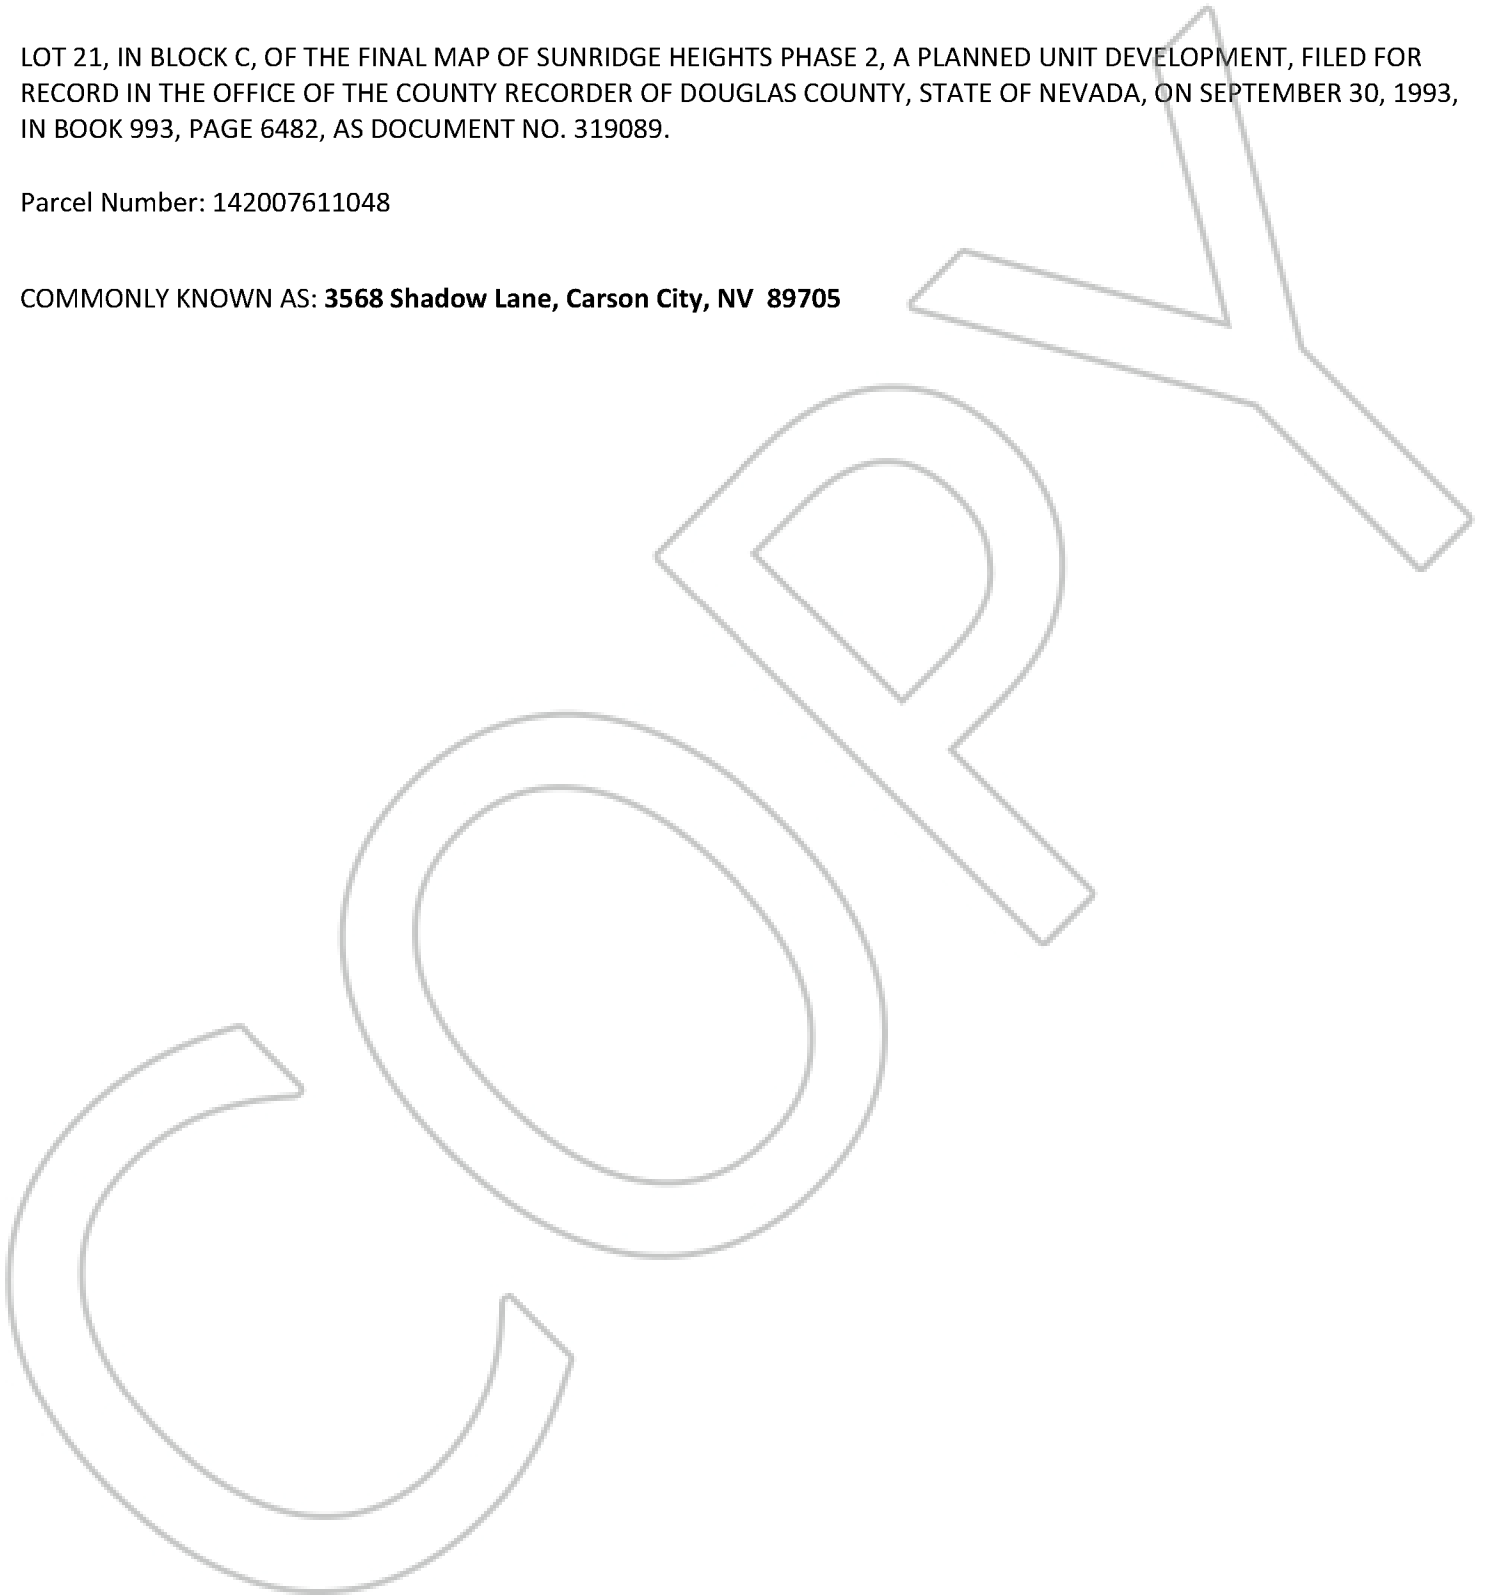 LOT 21, IN BLOCK C, OF THE FINAL MAP OF SUNRIDGE HEIGHTS PHASE 2, A PLANNED UNIT DEVELOPMENT, FILED FOR
RECORD IN THE OFFICE OF THE COUNTY RECORDER OF DOUGLAS COUNTY, STATE OF NEVADA, ON SEPTEMBER 30, 1993,
IN BOOK 993, PAGE 6482, AS DOCUMENT NO. 319089.
Parcel Number: 142007611048
COMMONLY KNOWN AS: 3568 Shadow Lane, Carson City, NV  89705
COPY